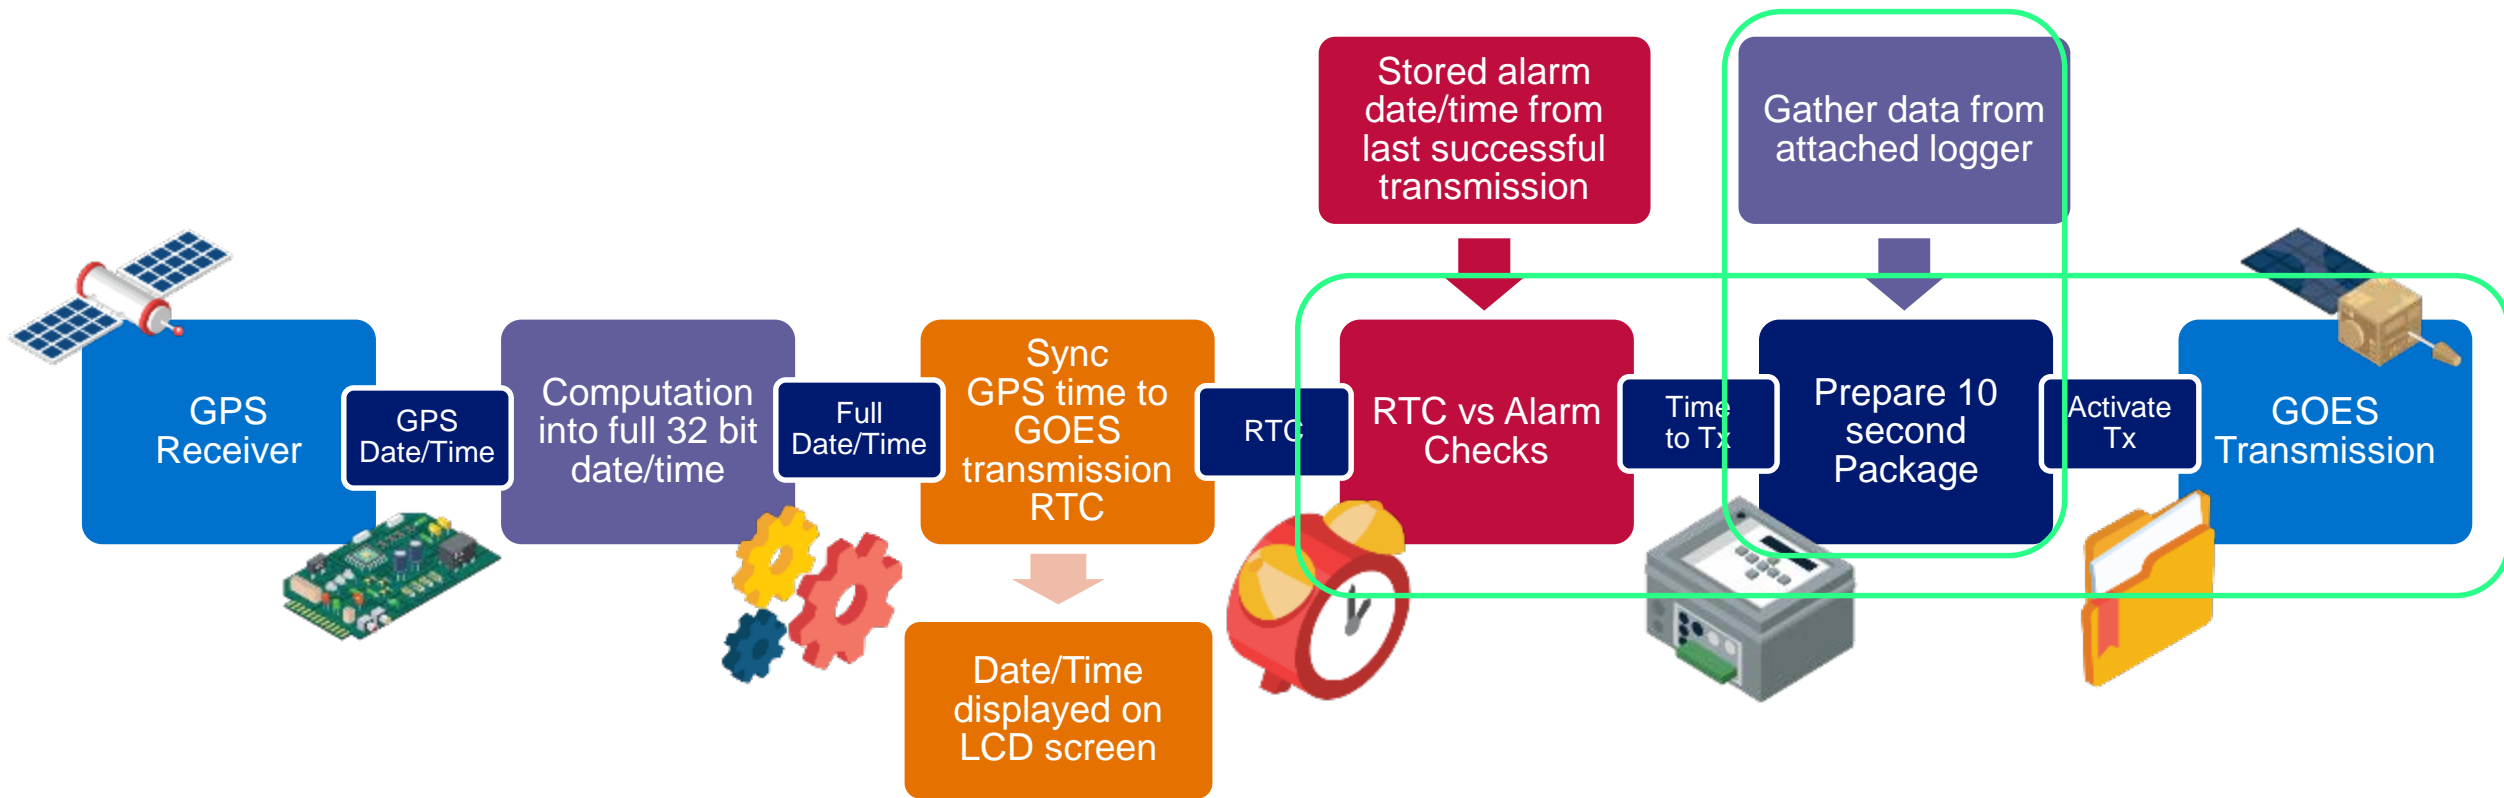 Stored alarm
date/time from
last successful
transmission
Gather data from
attached logger
GPS
Receiver
GPS
Date/Time
Computation
into full 32 bit
date/time
Full
Date/Time
Sync
GPS time to
GOES
transmission
RTC
RTC
RTC vs Alarm
Checks
Time
to Tx
Prepare 10
second
Package
Activate
Tx
GOES
Transmission
Date/Time
displayed on
LCD screen